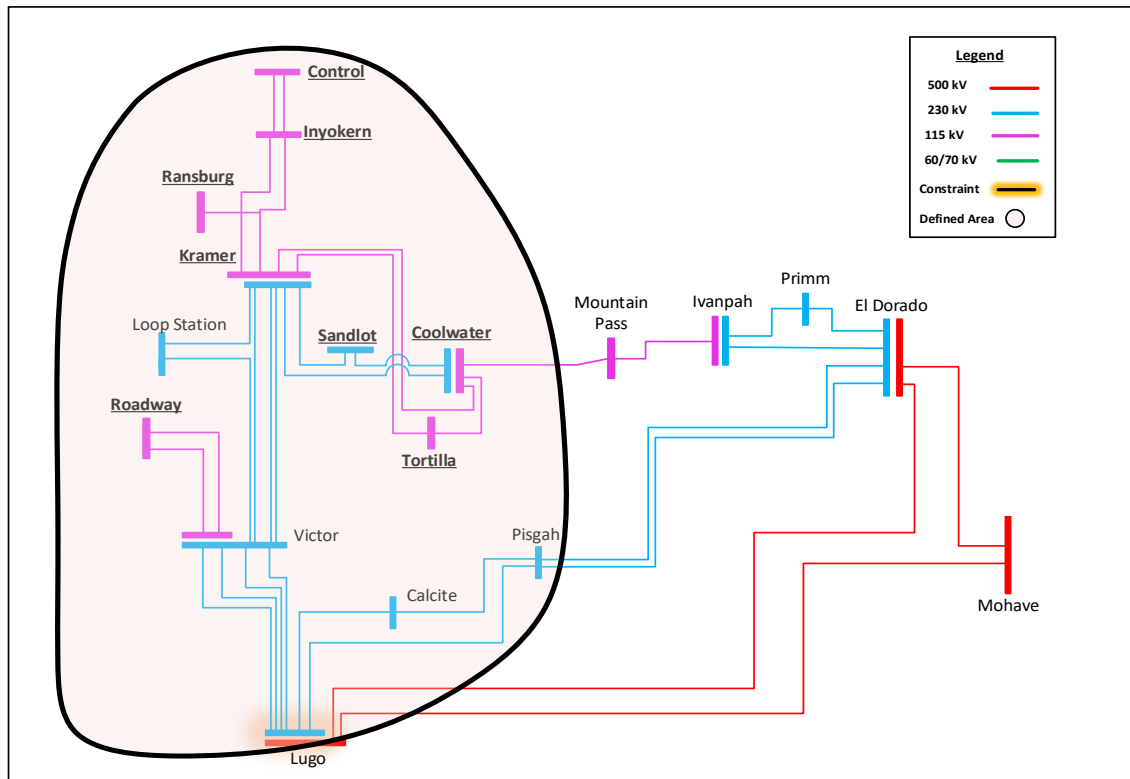 Legend
500 kV
230 kV
115 kV
60/70 kV
Constraint
Defined Area
Control
Inyokern
Ransburg
Kramer
Loop Station
Sandlot
Coolwater
Mountain
Pass
Ivanpah
Primm
El Dorado
Roadway
Tortilla
Victor
Pisgah
Calcite
Mohave
Lugo